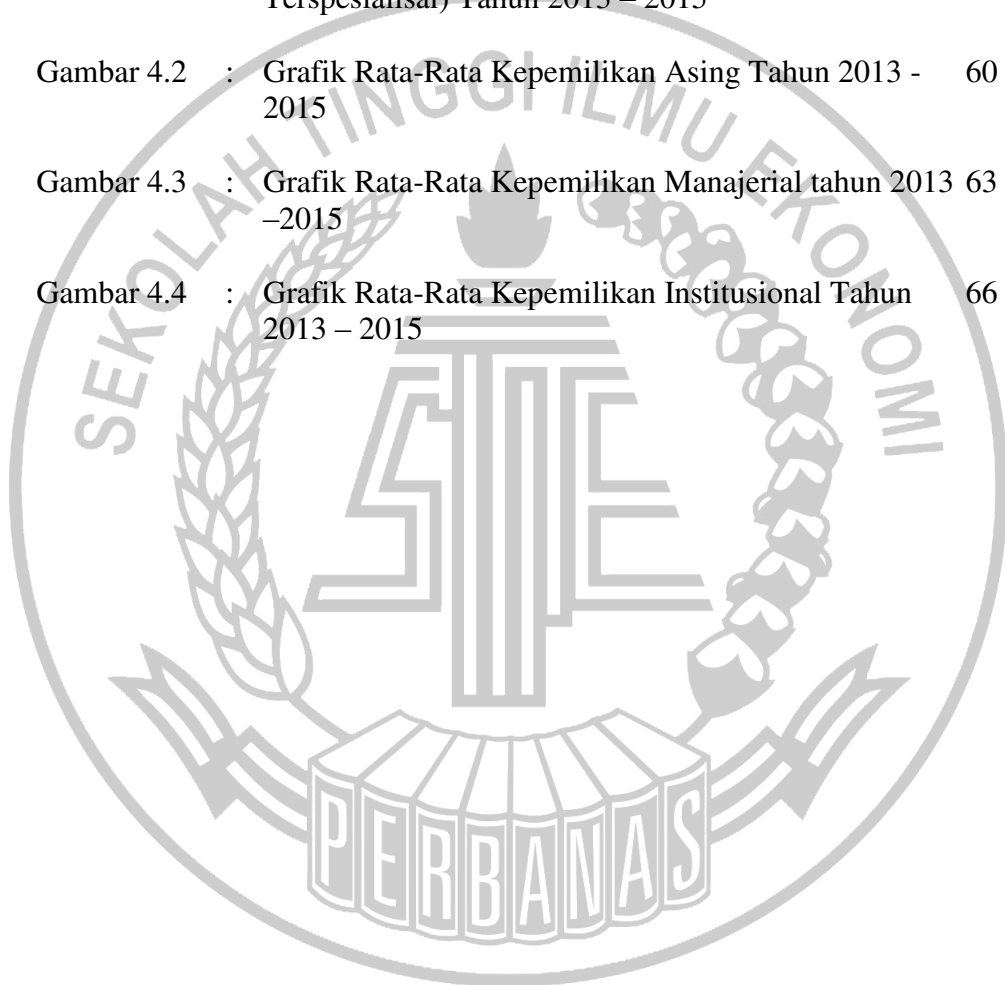 Terspesialisai) Tahun 2013 – 2015
Gambar 4.2 : Grafik Rata-Rata Kepemilikan Asing Tahun 2013 - 60
2015
Gambar 4.3 : Grafik Rata-Rata Kepemilikan Manajerial tahun 2013 63
–2015
Gambar 4.4 : Grafik Rata-Rata Kepemilikan Institusional Tahun 66
2013 – 2015
SEKOLAH TINGGI ILMU EKONOMI
STIE
PERBANAS